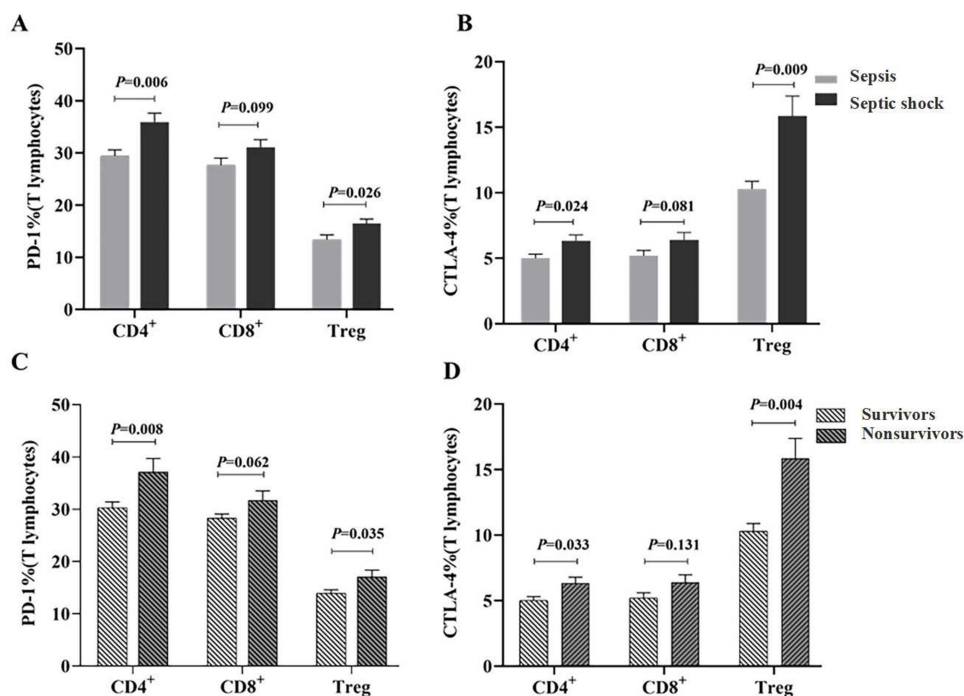 A
PD-1%(T lymphocytes)
50
40
30
20
10
0
P=0.006
P=0.099
P=0.026
CD4⁺
CD8⁺
Treg
B
CTLA-4%(T lymphocytes)
20
15
10
5
0
P=0.024
P=0.081
P=0.009
CD4⁺
CD8⁺
Treg
Sepsis
Septic shock
C
PD-1%(T lymphocytes)
50
40
30
20
10
0
P=0.008
P=0.062
P=0.035
CD4⁺
CD8⁺
Treg
D
CTLA-4%(T lymphocytes)
20
15
10
5
0
P=0.033
P=0.131
P=0.004
CD4⁺
CD8⁺
Treg
Survivors
Nonsurvivors